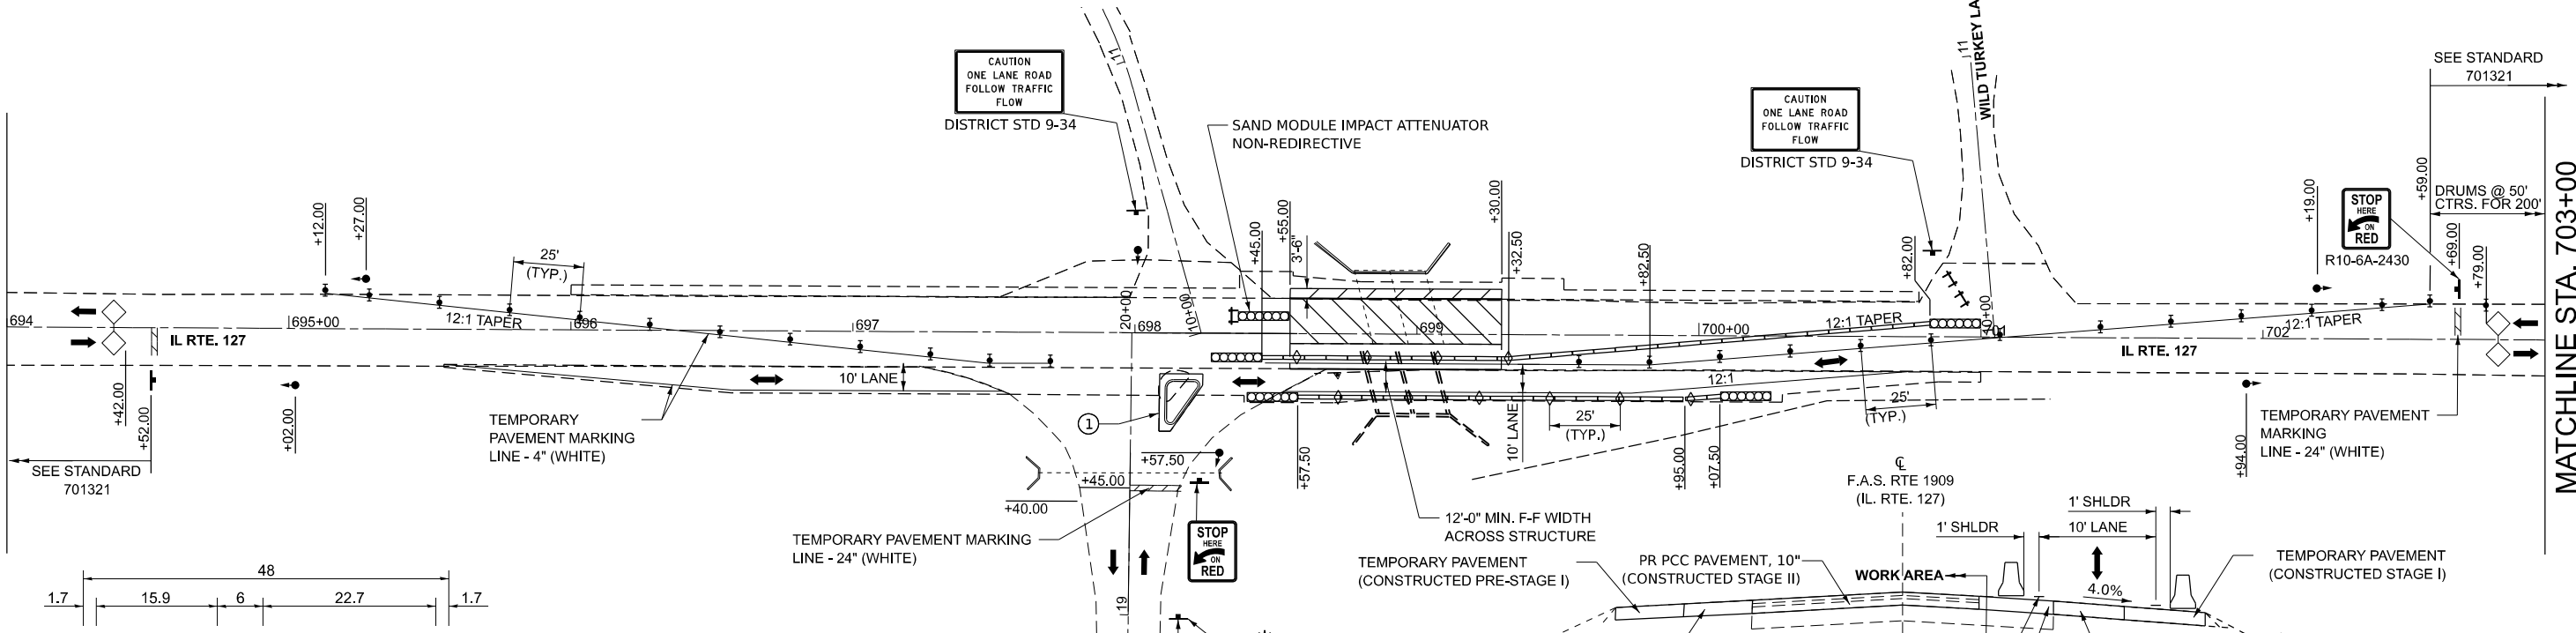 CAUTION
ONE LANE ROAD
FOLLOW TRAFFIC
FLOW
DISTRICT STD 9-34
11
SAND MODULE IMPACT ATTENUATOR
NON-REDIRECTIVE
CAUTION
ONE LANE ROAD
FOLLOW TRAFFIC
FLOW
DISTRICT STD 9-34
11
WILD TURKEY LA
SEE STANDARD
701321
+12.00
+27.00
25'
(TYP.)
+45.00
+55.00
3'-6"
+30.00
+32.50
+82.50
+82.00
+19.00
STOP
HERE
ON
RED
R10-6A-2430
+59.00
DRUMS @ 50'
CTRS. FOR 200'
+69.00
+79.00
MATCHLINE STA. 703+00
694
IL RTE. 127
695+00
12:1 TAPER
696
697
20+00
698
10+00
699
700+00
12:1 TAPER
10+00
12:1 TAPER
702
IL RTE. 127
+42.00
+52.00
+02.00
SEE STANDARD
701321
TEMPORARY
PAVEMENT MARKING
LINE - 4" (WHITE)
10' LANE
1
+57.50
+45.00
+40.00
TEMPORARY PAVEMENT MARKING
LINE - 24" (WHITE)
STOP
HERE
ON
RED
19
+57.50
10' LANE
25'
(TYP.)
12:1
+95.00
+07.50
25'
(TYP.)
+94.00
TEMPORARY PAVEMENT
MARKING
LINE - 24" (WHITE)
12'-0" MIN. F-F WIDTH
ACROSS STRUCTURE
F.A.S. RTE 1909
(IL. RTE. 127)
1' SHLDR
10' LANE
1' SHLDR
TEMPORARY PAVEMENT
(CONSTRUCTED PRE-STAGE I)
PR PCC PAVEMENT, 10"
(CONSTRUCTED STAGE II)
WORK AREA
4.0%
TEMPORARY PAVEMENT
(CONSTRUCTED STAGE I)
48
1.7
15.9
6
22.7
1.7